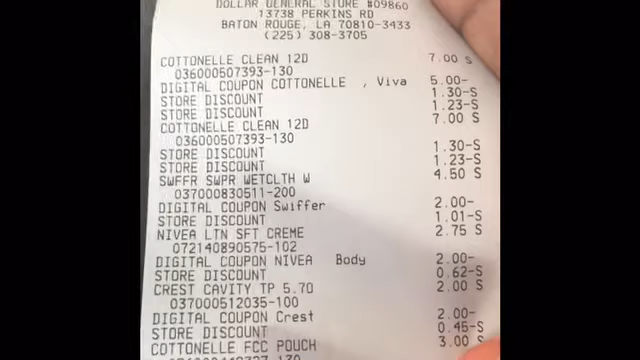 DOLLAR GENERAL STORE #09860
13738 PERKINS RD
BATON ROUGE, LA 70810-3433
(225) 308-3705
COTTONELLE CLEAN 12D 7.00 S
036000507393-130
DIGITAL COUPON COTTONELLE , Viva 5.00-
STORE DISCOUNT 1.30-S
STORE DISCOUNT 1.23-S
COTTONELLE CLEAN 12D 7.00 S
036000507393-130
STORE DISCOUNT 1.30-S
STORE DISCOUNT 1.23-S
SWFFR SWPR WETCLTH W 4.50 S
037000830511-200
DIGITAL COUPON Swiffer 2.00-
STORE DISCOUNT 1.01-S
NIVEA LTN SFT CREME 2.75 S
072140890575-102
DIGITAL COUPON NIVEA Body 2.00-
STORE DISCOUNT 0.62-S
CREST CAVITY TP 5.70 2.00 S
037000512035-100
DIGITAL COUPON Crest 2.00-
STORE DISCOUNT 0.45-S
COTTONELLE FCC POUCH 3.00 S